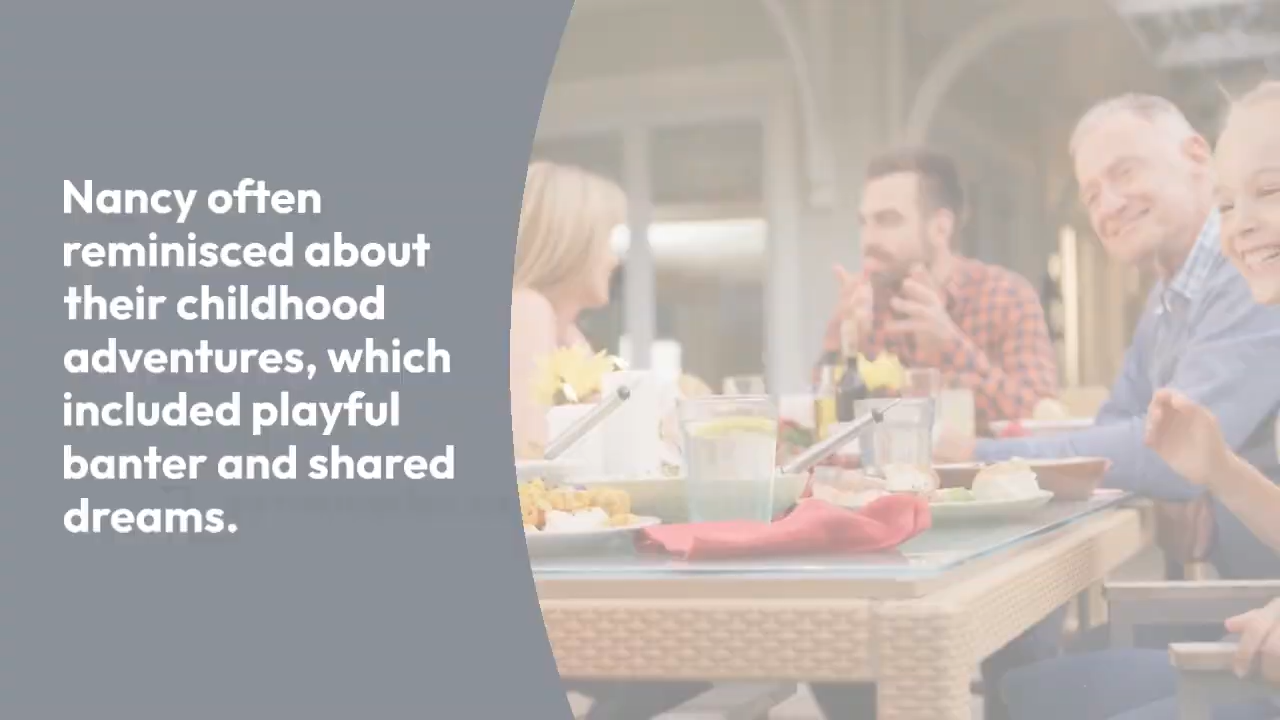 Nancy often
reminisced about
their childhood
adventures, which
included playful
banter and shared
dreams.